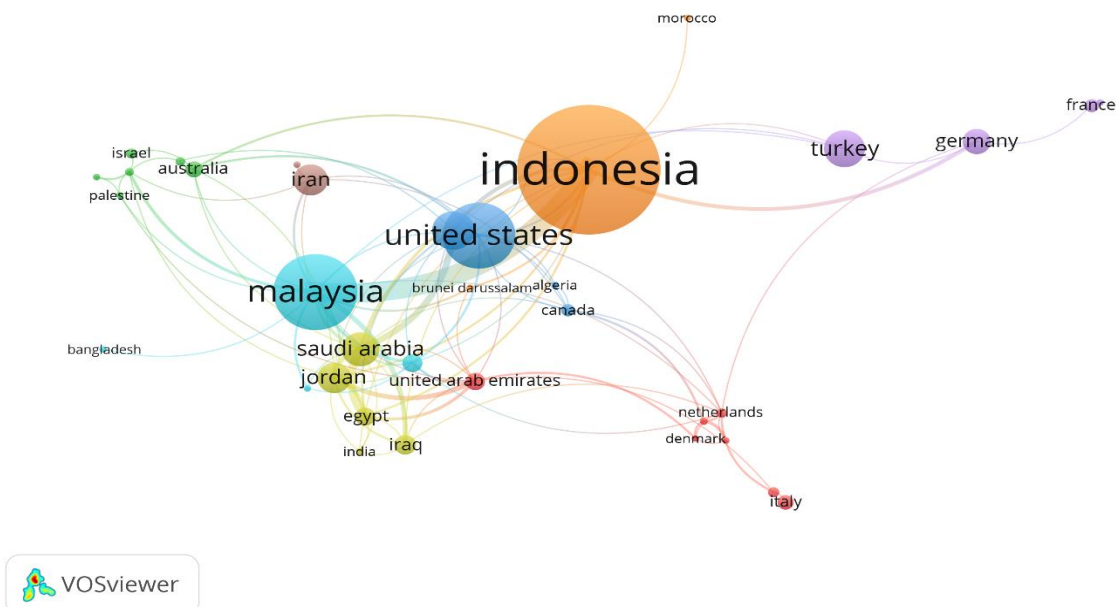 morocco
france
indonesia
turkey
germany
israel
australia
iran
palestine
united states
malaysia
brunei darussalam
algeria
canada
bangladesh
saudi arabia
jordan
united arab emirates
egypt
iraq
india
netherlands
denmark
italy
VOSviewer